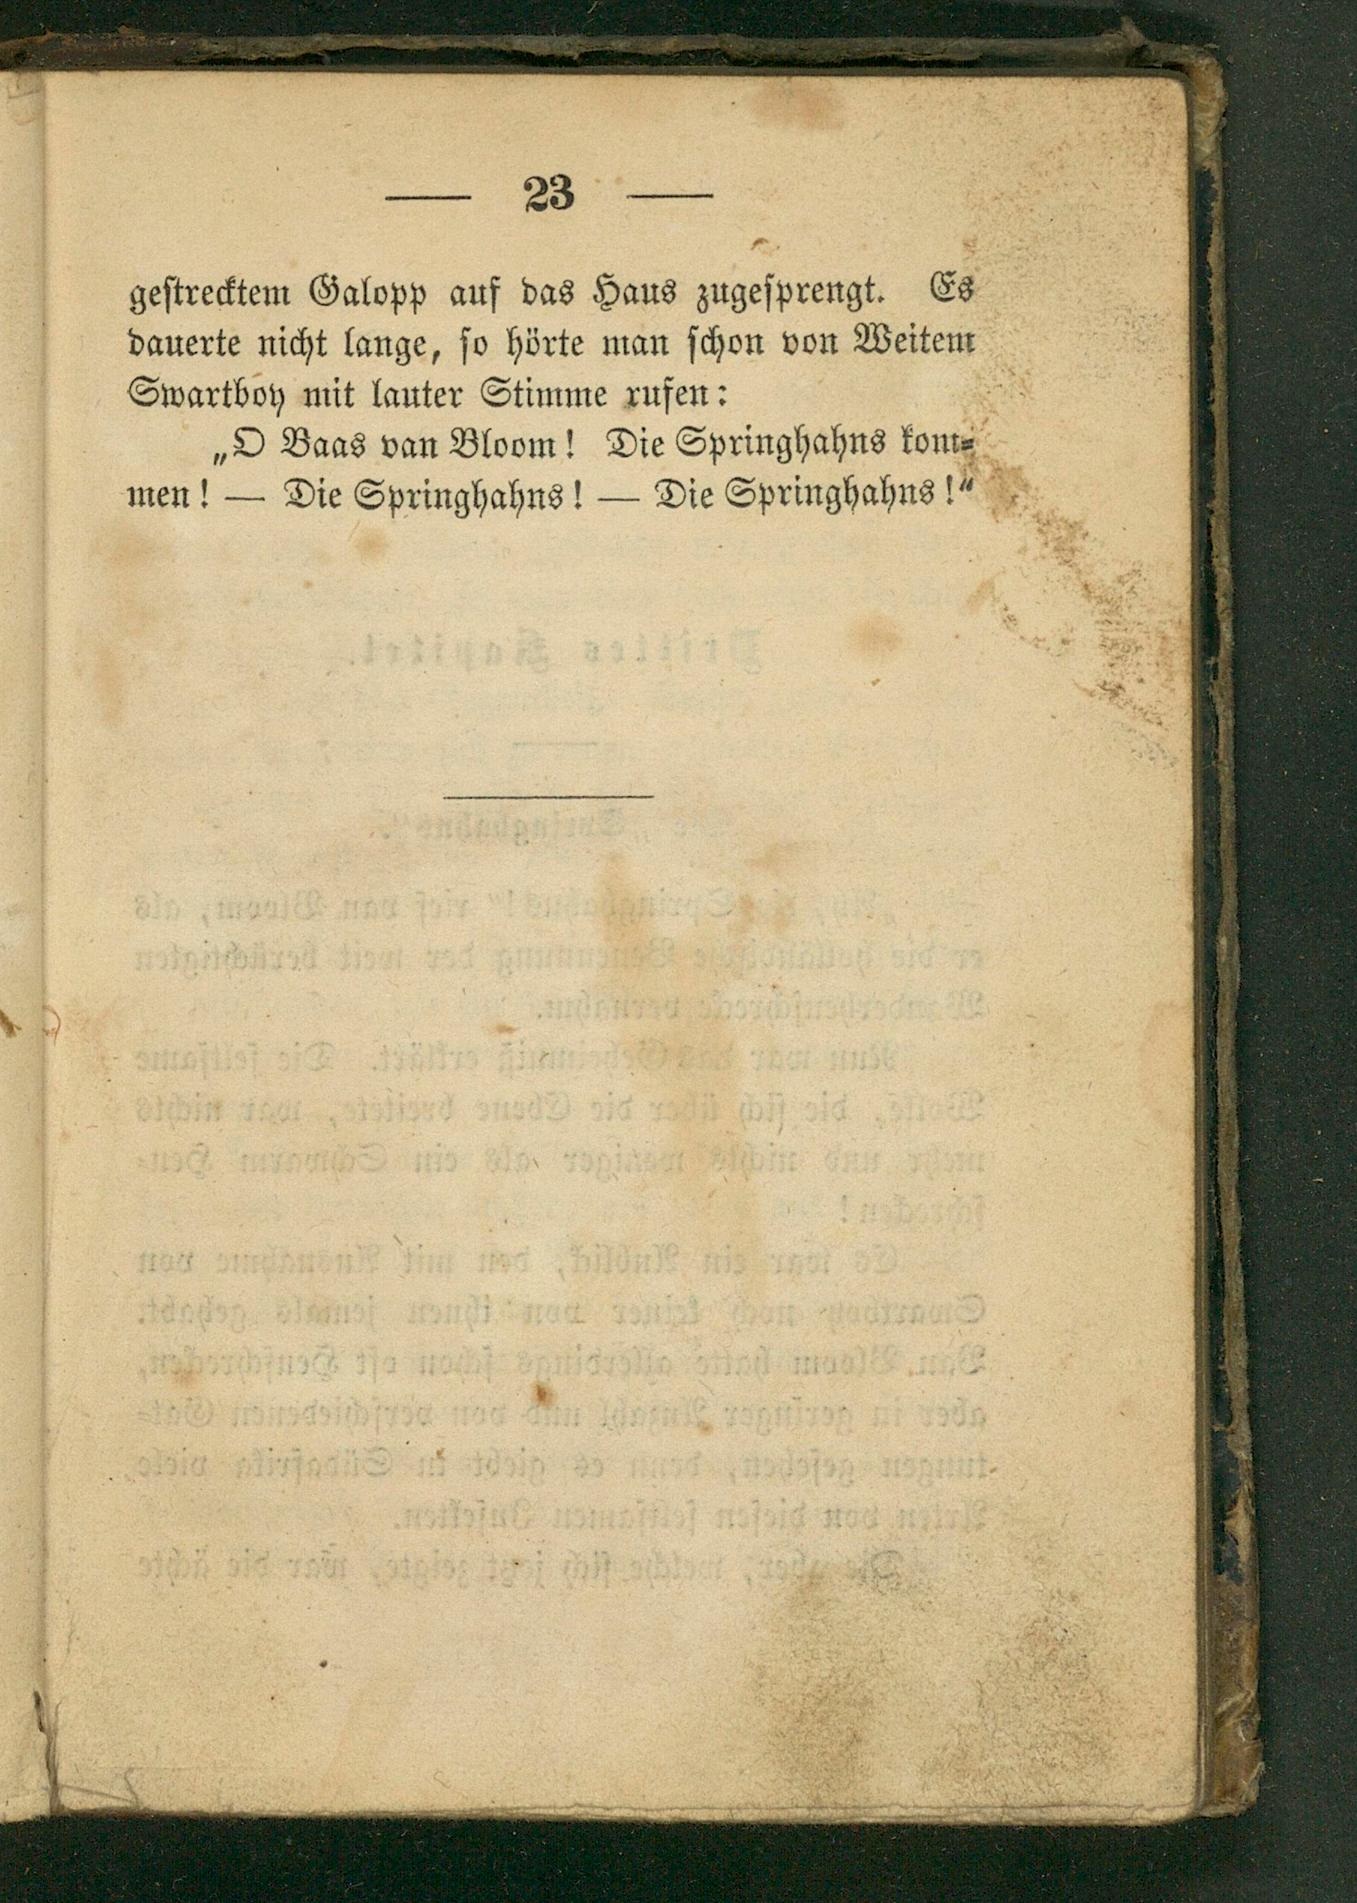 — 23 —
gestrecktem Galopp auf das Haus zugesprengt. Es
dauerte nicht lange, so hörte man schon von Weitem
Swartboy mit lauter Stimme rufen:
„O Baas van Bloom! Die Springhahns kom-
men! — Die Springhahns! — Die Springhahns!“